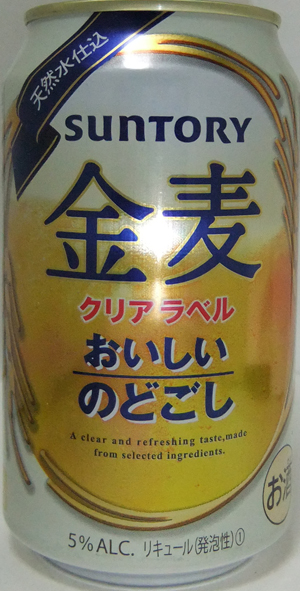 天然水仕込
SUNTORY
金麦
クリアラベル
おいしい
のどごし
A clear and refreshing taste,made
from selected ingredients.
お酒
5%ALC. リキュール(発泡性)①